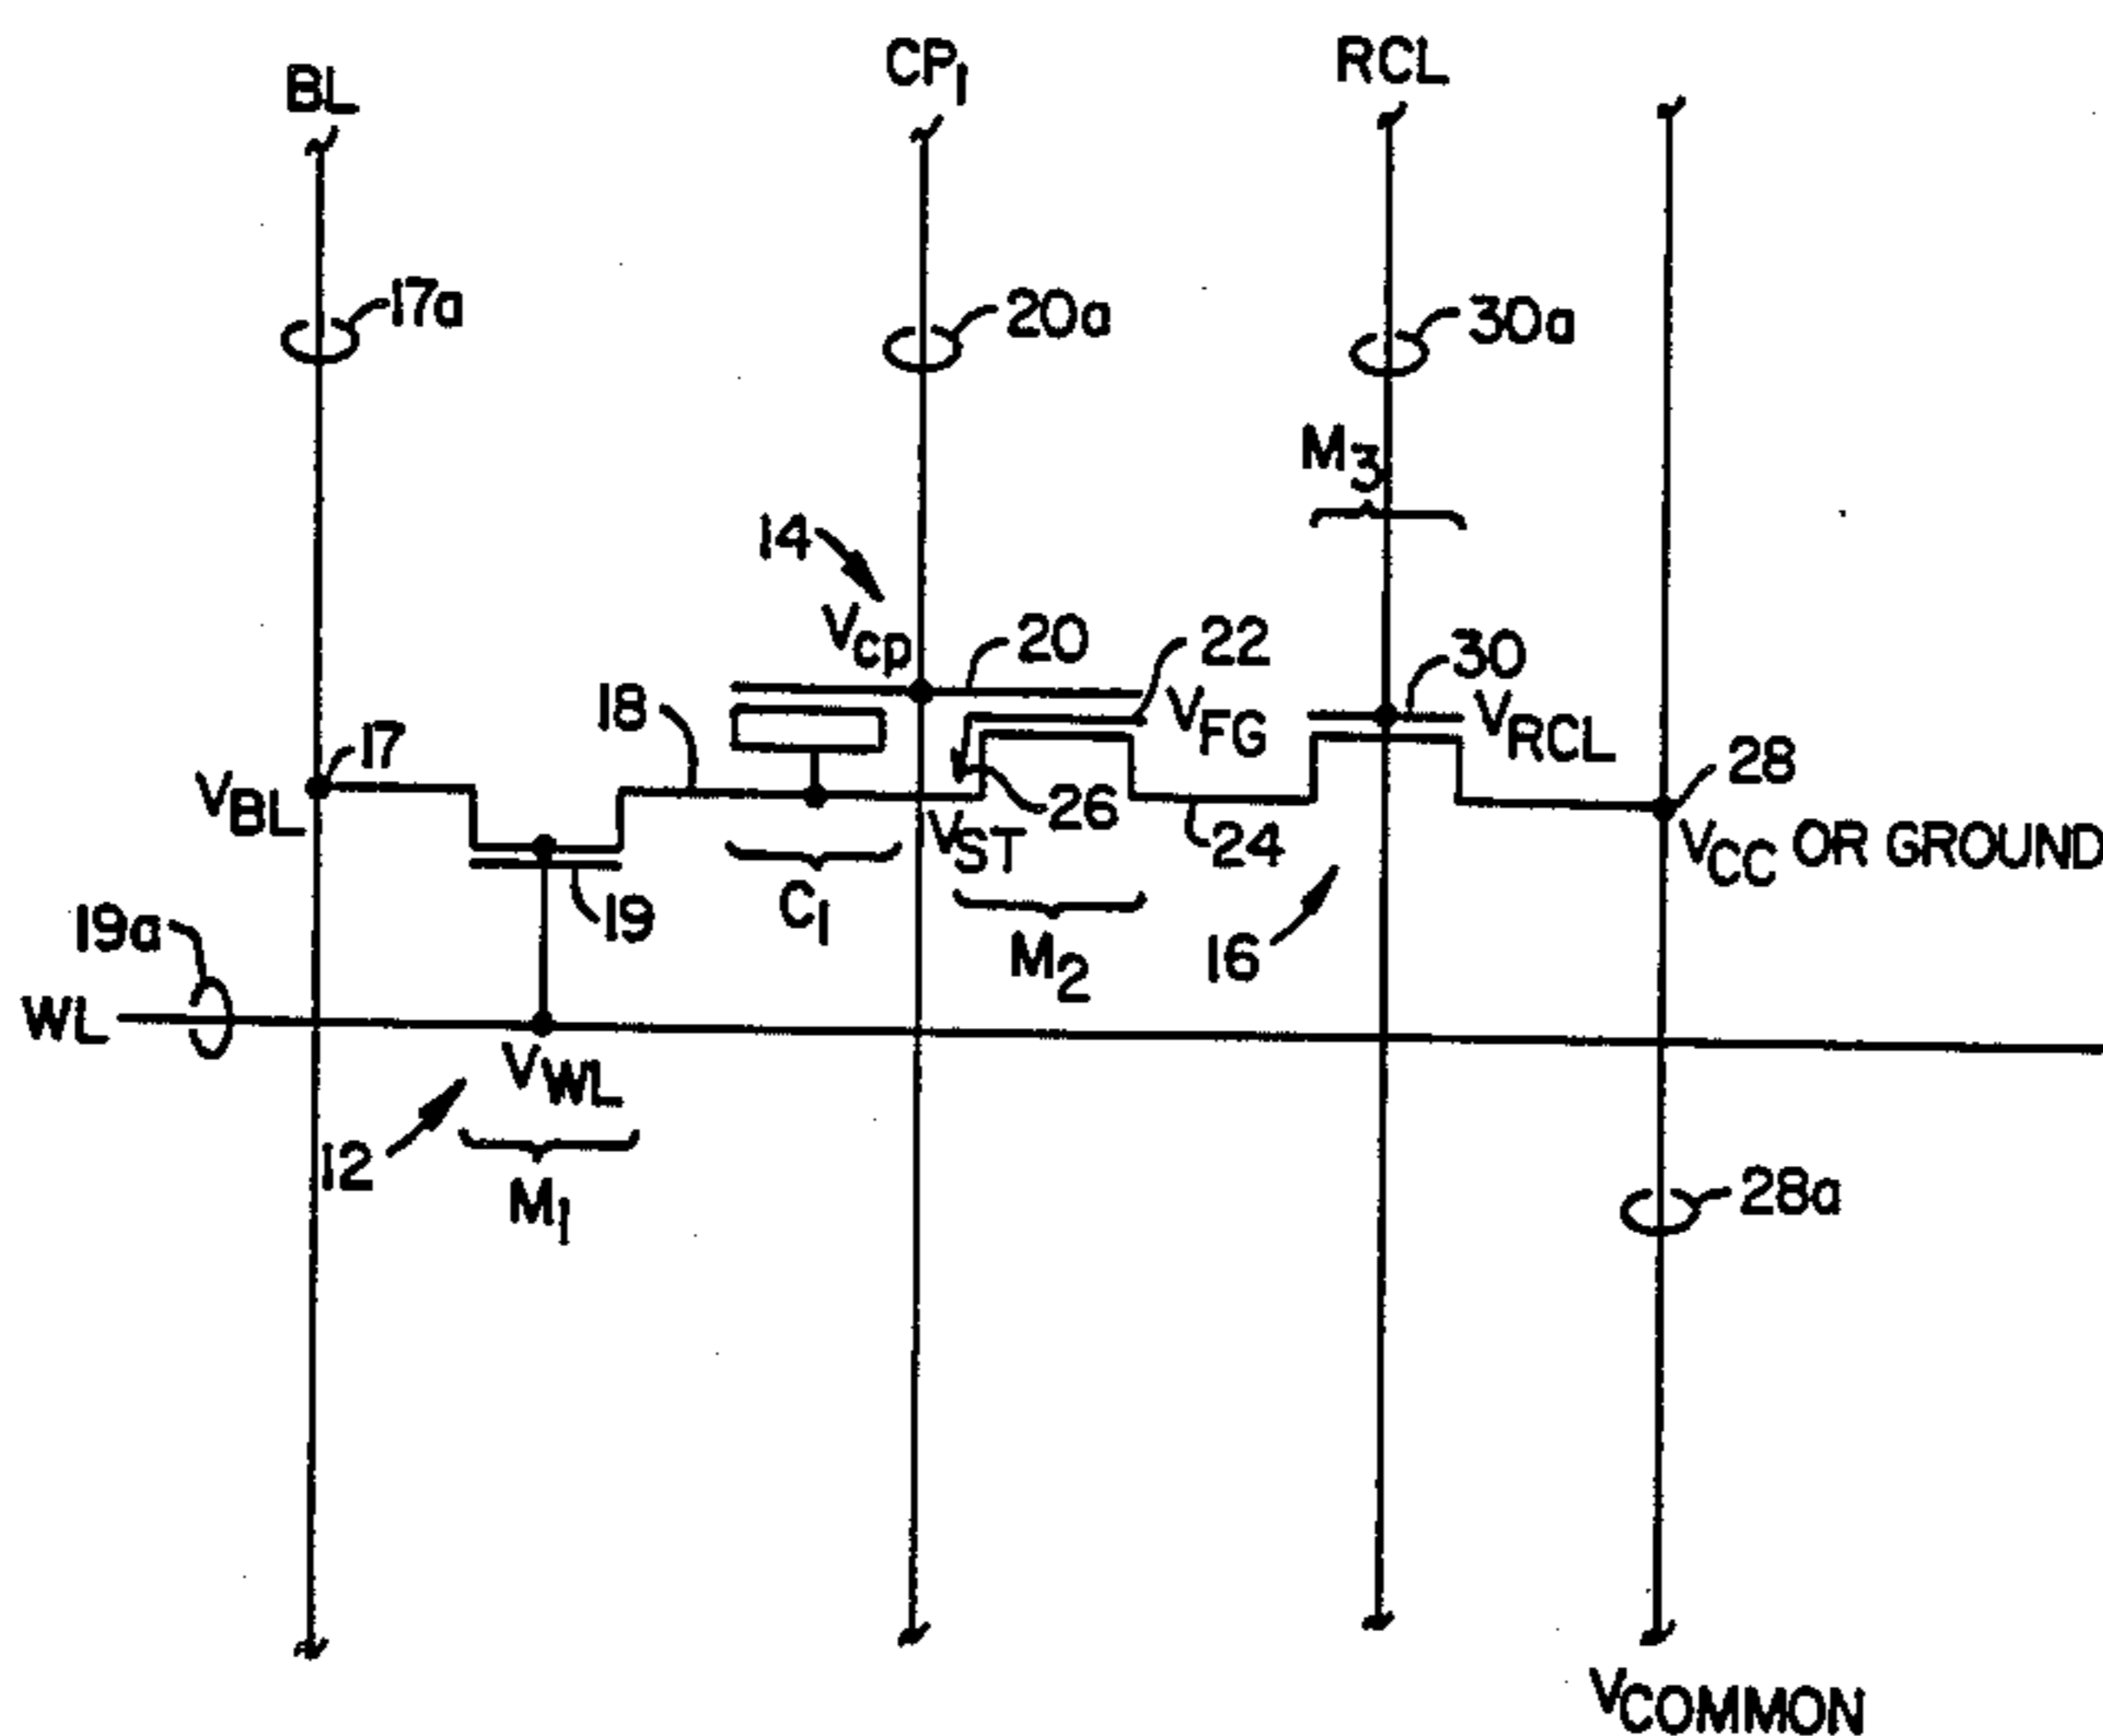 BL
CP1
RCL
17a
20a
30a
M3
14
Vcp
20
22
18
VFG
30
VRCL
17
VBL
26
28
VST
24
VCC OR GROUND
19
C1
19a
M2
16
WL
VWL
12
M1
28a
VCOMMON